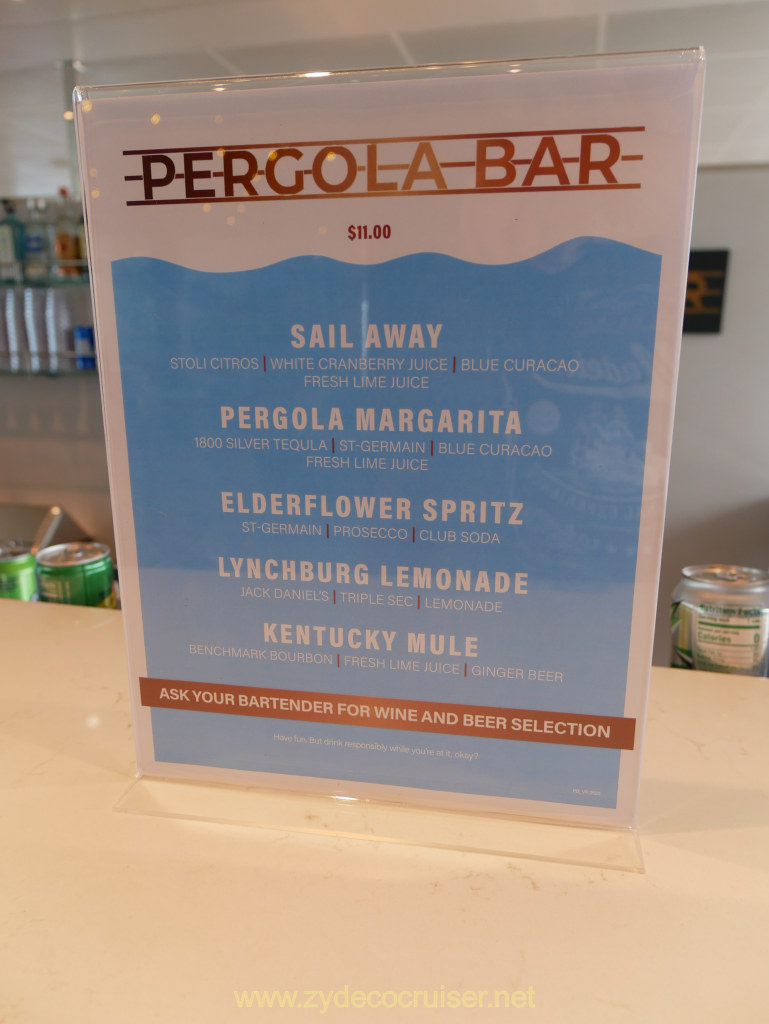 PERGOLA BAR
$11.00
SAIL AWAY
STOLI CITROS | WHITE CRANBERRY JUICE | BLUE CURACAO
FRESH LIME JUICE
PERGOLA MARGARITA
1800 SILVER TEQULA | ST-GERMAIN | BLUE CURACAO
FRESH LIME JUICE
ELDERFLOWER SPRITZ
ST-GERMAIN | PROSECCO | CLUB SODA
LYNCHBURG LEMONADE
JACK DANIEL'S | TRIPLE SEC | LEMONADE
KENTUCKY MULE
BENCHMARK BOURBON | FRESH LIME JUICE | GINGER BEER
ASK YOUR BARTENDER FOR WINE AND BEER SELECTION
Have fun. But drink responsibly while you're at it, okay?
Nutrition Facts
Calories
www.zydecocruiser.net